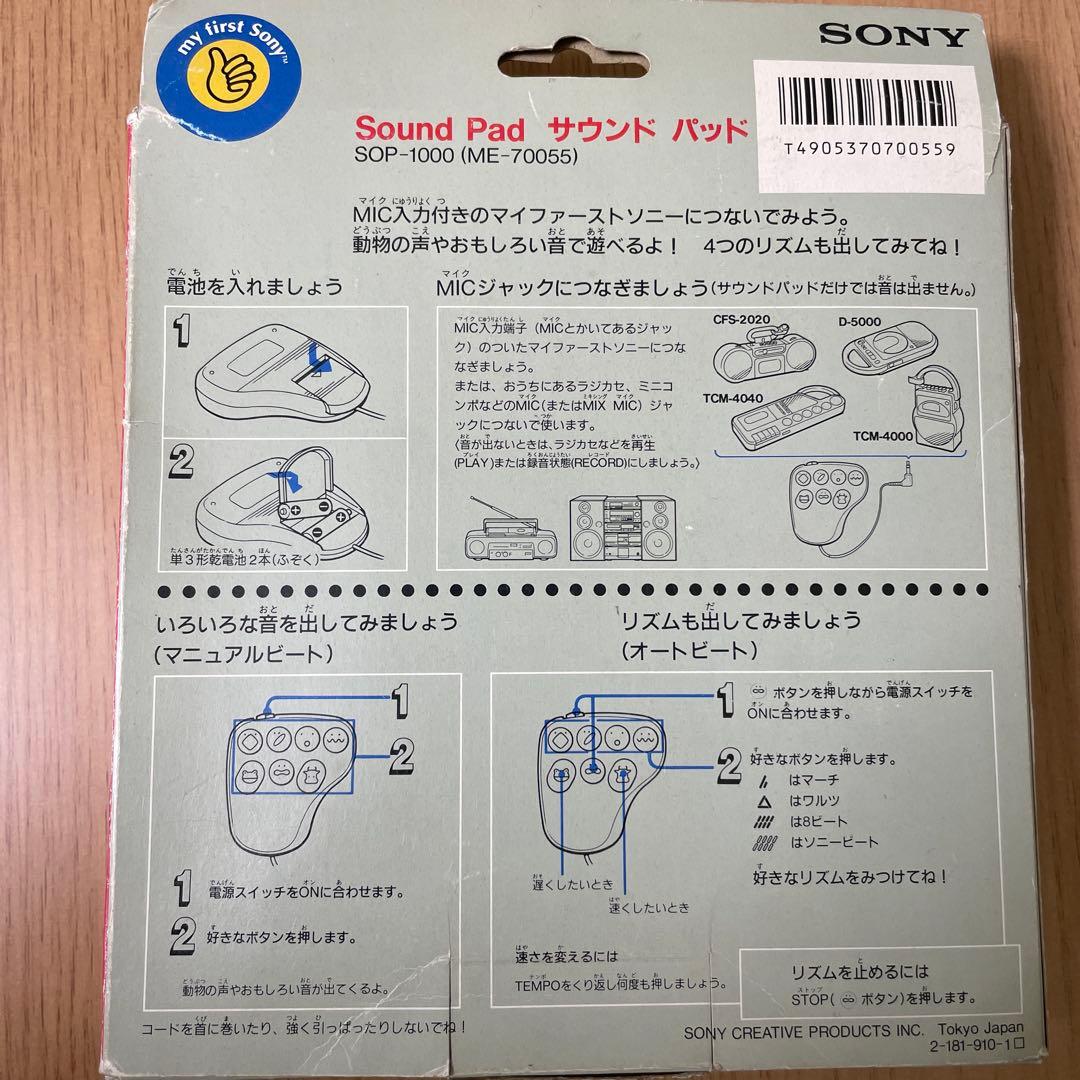 my first Sony™
SONY
T4905370700559
Sound Pad サウンド パッド
SOP-1000 (ME-70055)
MIC入力付きのマイファーストソニーにつないでみよう。
動物の声やおもしろい音で遊べるよ! 4つのリズムも出してみてね!
電池を入れましょう
1
2
単3形乾電池2本(ふぞく)
MICジャックにつなぎましょう(サウンドパッドだけでは音は出ません。)
MIC入力端子(MICとかいてあるジャッ
ク)のついたマイファーストソニーにつな
なぎましょう。
または、おうちにあるラジカセ、ミニコ
ンポなどのMIC(またはMIX MIC)ジャ
ックにつないで使います。
(音が出ないときは、ラジカセなどを再生
(PLAY)または録音状態(RECORD)にしましょう。)
CFS-2020
D-5000
TCM-4040
TCM-4000
いろいろな音を出してみましょう
(マニュアルビート)
1
2
1 電源スイッチをONに合わせます。
2 好きなボタンを押します。
動物の声やおもしろい音が出てくるよ。
コードを首に巻いたり、強く引っぱったりしないでね!
リズムも出してみましょう
(オートビート)
1 ボタンを押しながら電源スイッチを
ONに合わせます。
2 好きなボタンを押します。
はマーチ
はワルツ
は8ビート
はソニービート
好きなリズムをみつけてね!
遅くしたいとき
速くしたいとき
速さを変えるには
TEMPOをくり返し何度も押しましょう。
リズムを止めるには
STOP( ボタン)を押します。
SONY CREATIVE PRODUCTS INC. Tokyo Japan
2-181-910-1□